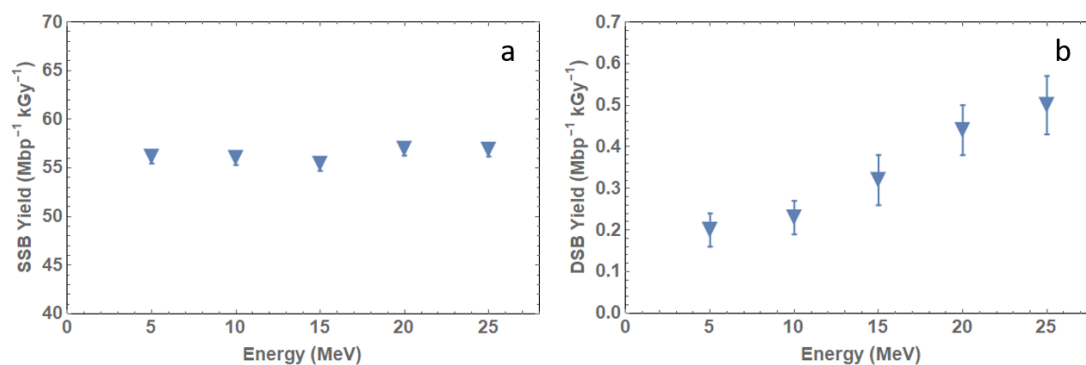 a
SSB Yield (Mbp⁻¹ kGy⁻¹)
70
65
60
55
50
45
40
0 5 10 15 20 25
Energy (MeV)
b
DSB Yield (Mbp⁻¹ kGy⁻¹)
0.7
0.6
0.5
0.4
0.3
0.2
0.1
0.0
0 5 10 15 20 25
Energy (MeV)